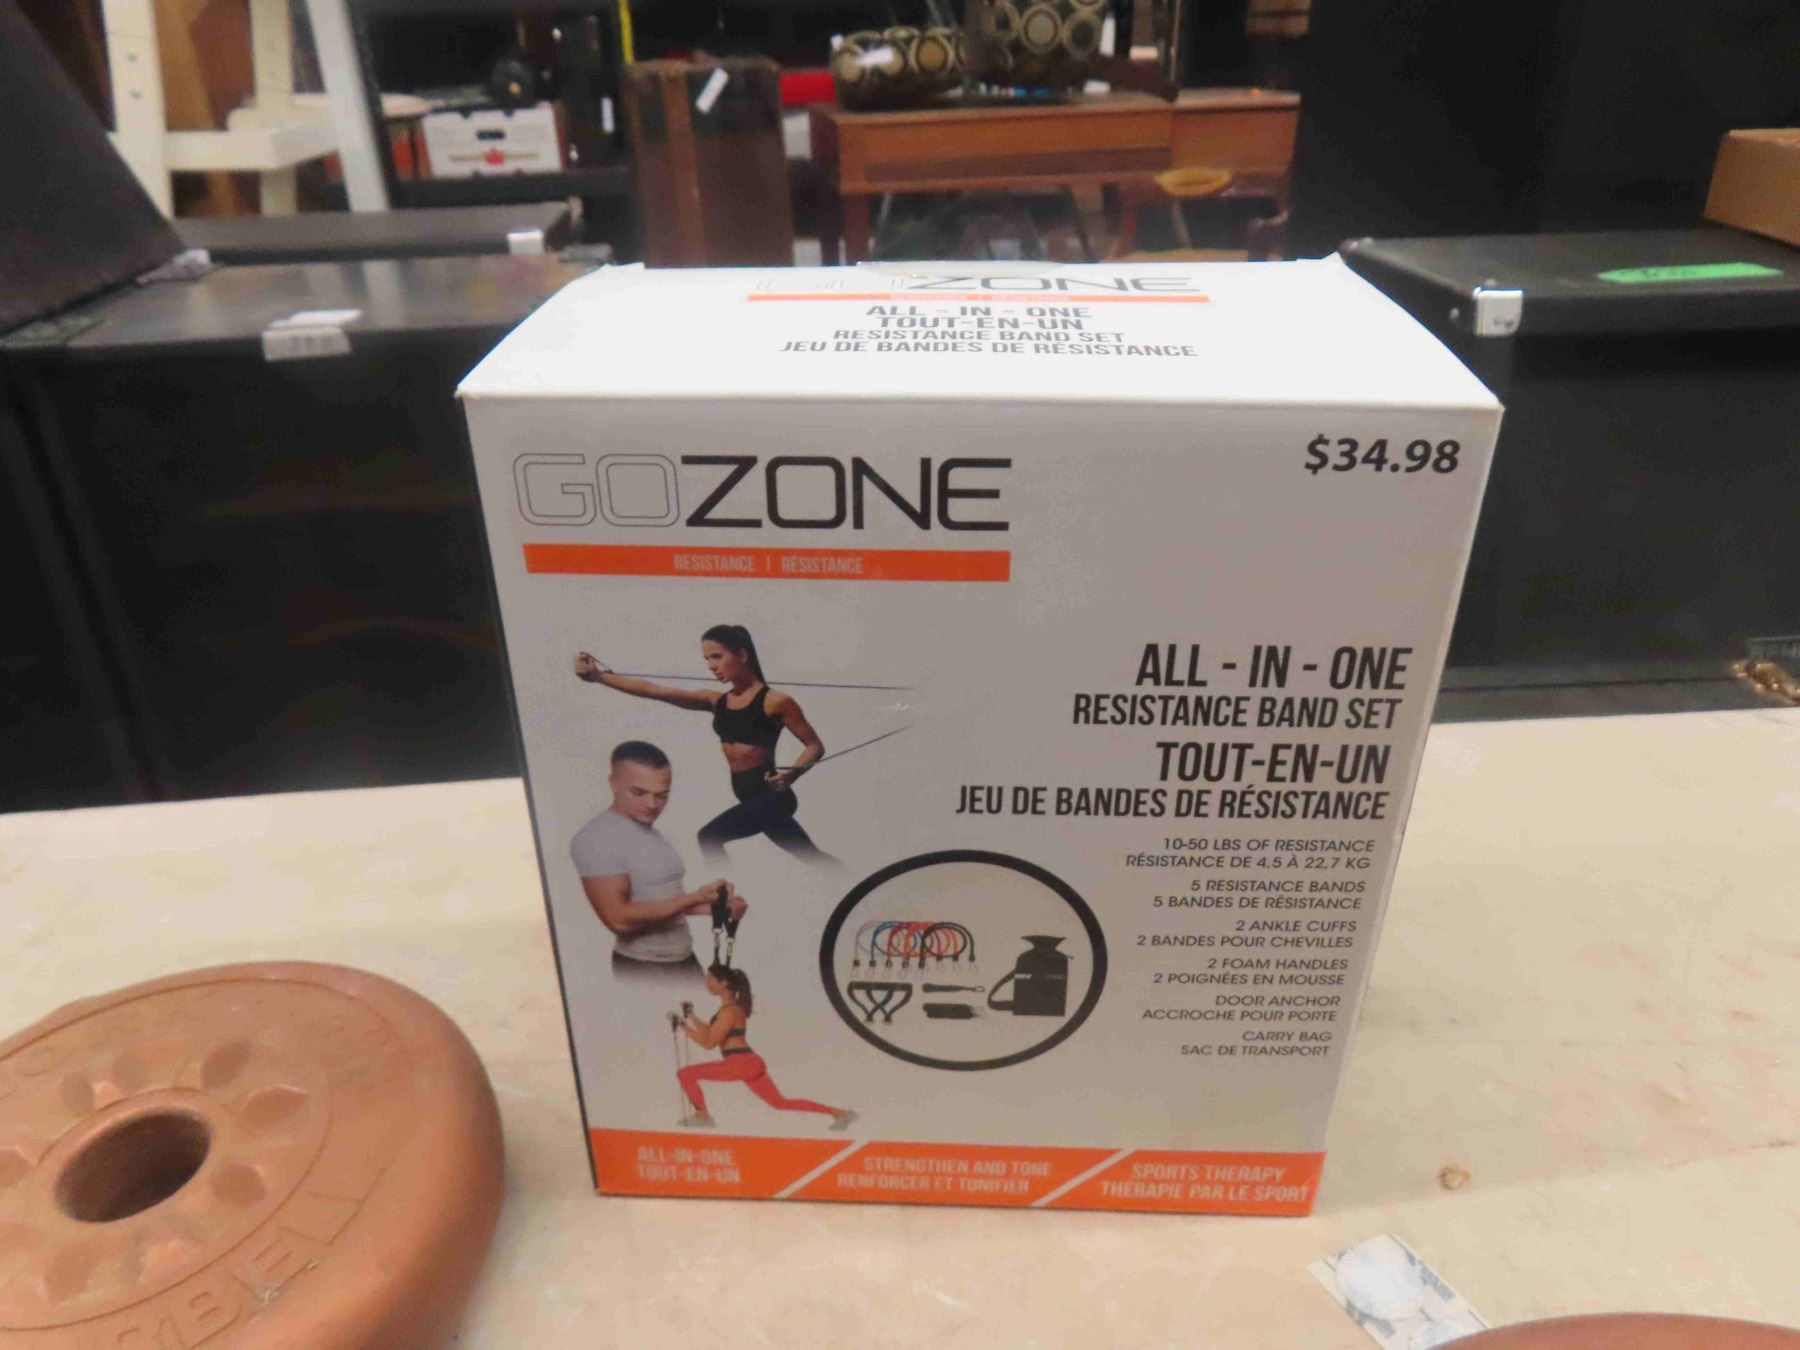 GOZONE
RESISTANCE | RÉSISTANCE
ALL - IN - ONE
TOUT-EN-UN
RESISTANCE BAND SET
JEU DE BANDES DE RÉSISTANCE
$34.98
GOZONE
RESISTANCE | RÉSISTANCE
ALL - IN - ONE
RESISTANCE BAND SET
TOUT-EN-UN
JEU DE BANDES DE RÉSISTANCE
10-50 LBS OF RESISTANCE
RÉSISTANCE DE 4,5 À 22,7 KG
5 RESISTANCE BANDS
5 BANDES DE RÉSISTANCE
2 ANKLE CUFFS
2 BANDES POUR CHEVILLES
2 FOAM HANDLES
2 POIGNÉES EN MOUSSE
DOOR ANCHOR
ACCROCHE POUR PORTE
CARRY BAG
SAC DE TRANSPORT
ALL-IN-ONE
TOUT-EN-UN
STRENGTHEN AND TONE
RENFORCER ET TONIFIER
SPORTS THERAPY
THÉRAPIE PAR LE SPORT